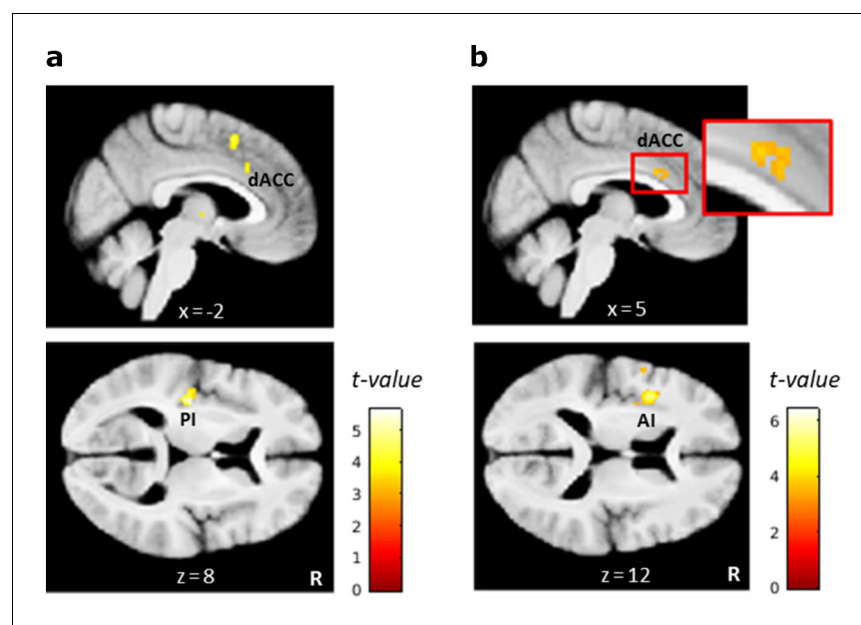 a
dACC
x = -2
PI
z = 8
R
t-value
5
4
3
2
1
0
b
dACC
x = 5
AI
z = 12
R
t-value
6
4
2
0